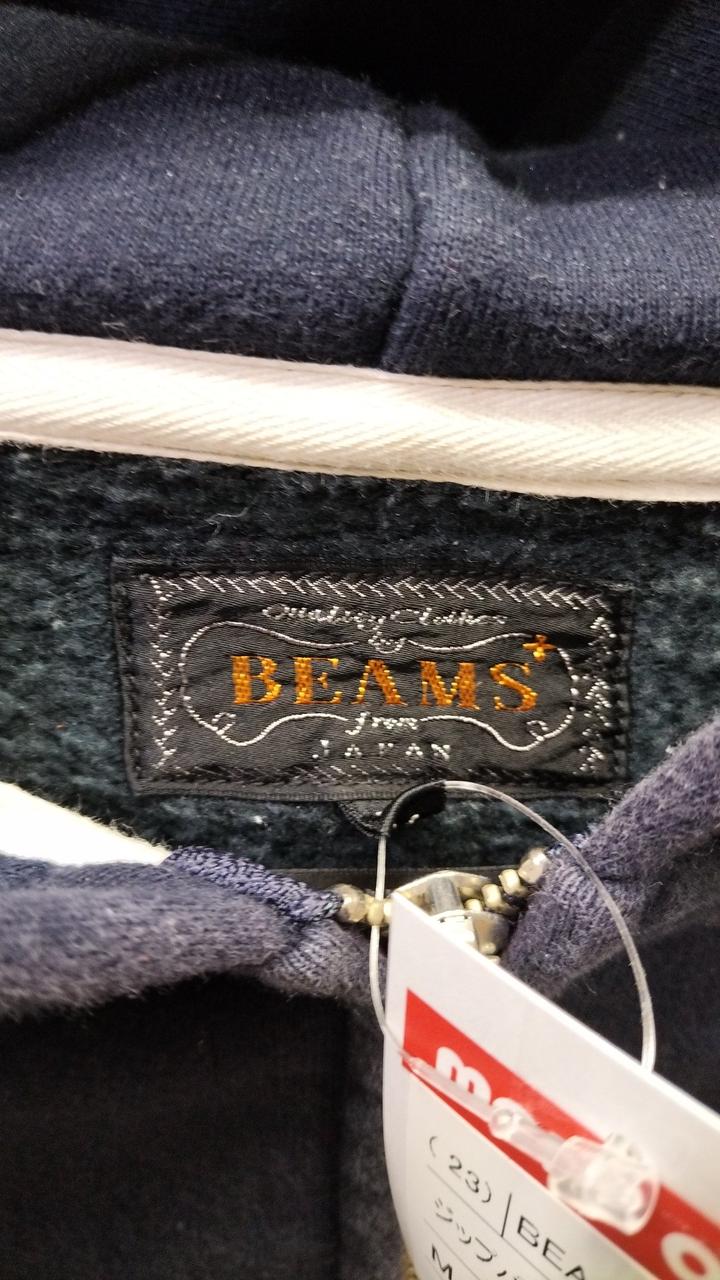 Quality Clothes
by
BEAMS+
from
JAPAN
m
(23) BEA
ジップ
M